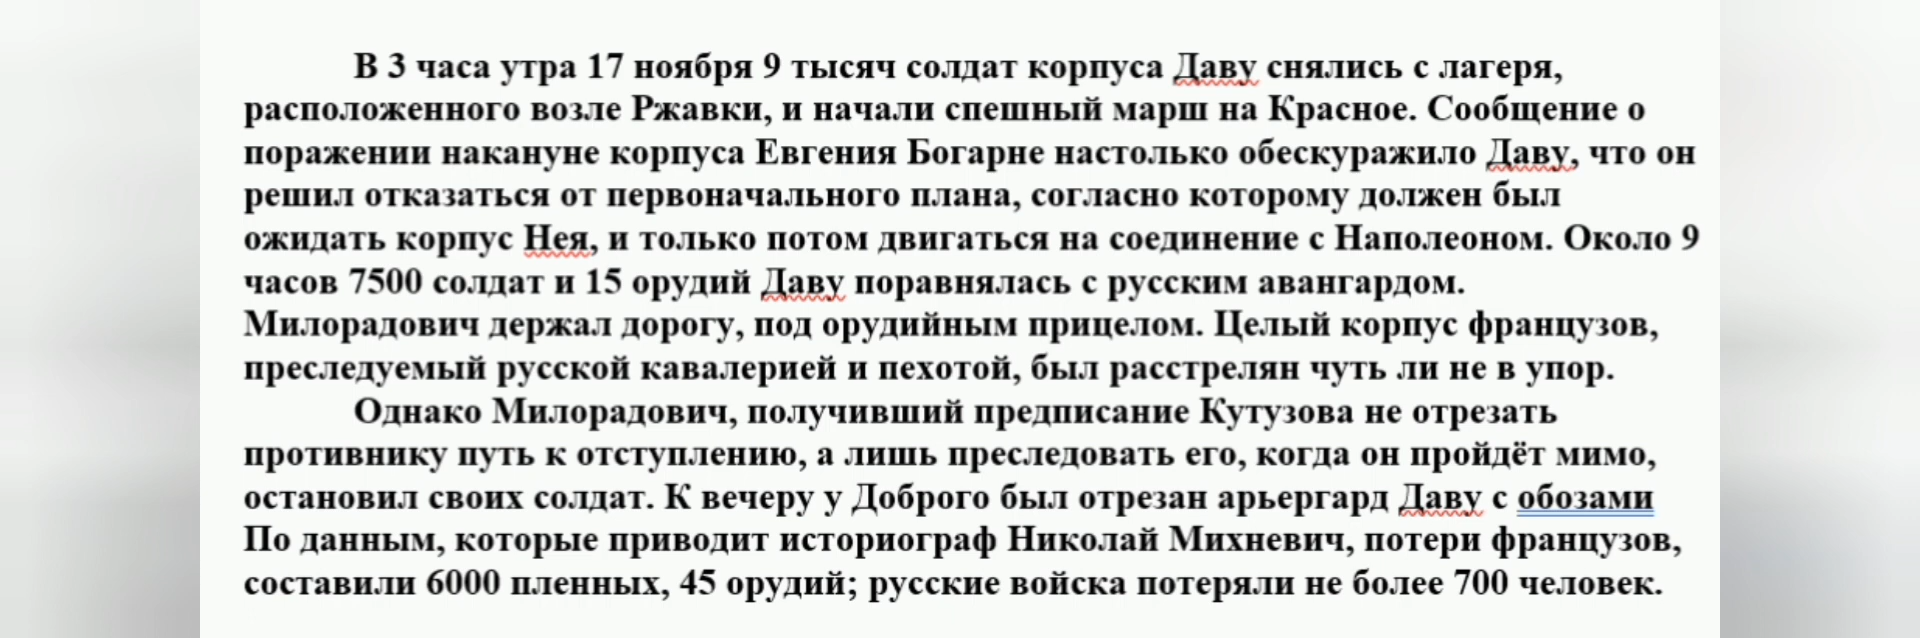 В 3 часа утра 17 ноября 9 тысяч солдат корпуса Даву снялись с лагеря,
расположенного возле Ржавки, и начали спешный марш на Красное. Сообщение о
поражении накануне корпуса Евгения Богарне настолько обескуражило Даву, что он
решил отказаться от первоначального плана, согласно которому должен был
ожидать корпус Нея, и только потом двигаться на соединение с Наполеоном. Около 9
часов 7500 солдат и 15 орудий Даву поравнялась с русским авангардом.
Милорадович держал дорогу, под орудийным прицелом. Целый корпус французов,
преследуемый русской кавалерией и пехотой, был расстрелян чуть ли не в упор.
Однако Милорадович, получивший предписание Кутузова не отрезать
противнику путь к отступлению, а лишь преследовать его, когда он пройдёт мимо,
остановил своих солдат. К вечеру у Доброго был отрезан арьергард Даву с обозами
По данным, которые приводит историограф Николай Михневич, потери французов,
составили 6000 пленных, 45 орудий; русские войска потеряли не более 700 человек.